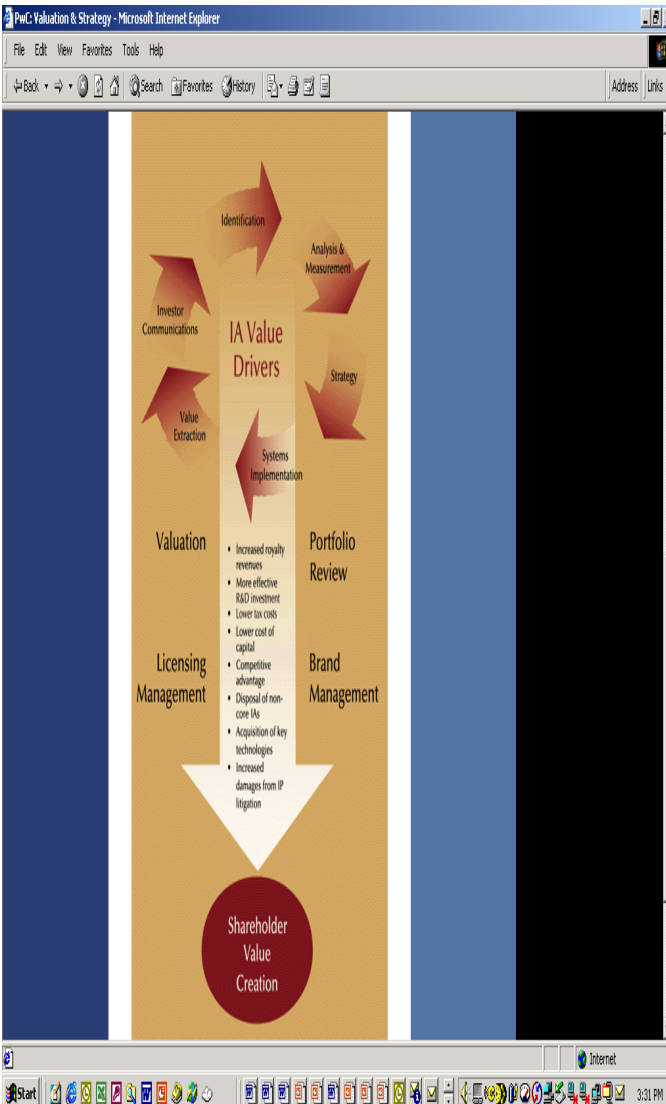 PwC: Valuation & Strategy - Microsoft Internet Explorer
File Edit View Favorites Tools Help
Back Search Favorites History Address Links
Identification
Analysis &
Measurement
Investor
Communications
IA Value
Drivers
Strategy
Value
Extraction
Systems
Implementation
Valuation
Portfolio
Review
• Increased royalty
revenues
• More effective
R&D investment
• Lower tax costs
• Lower cost of
capital
• Competitive
advantage
• Disposal of non-
core IAs
• Acquisition of key
technologies
• Increased
damages from IP
litigation
Licensing
Management
Brand
Management
Shareholder
Value
Creation
Internet
Start 3:31 PM